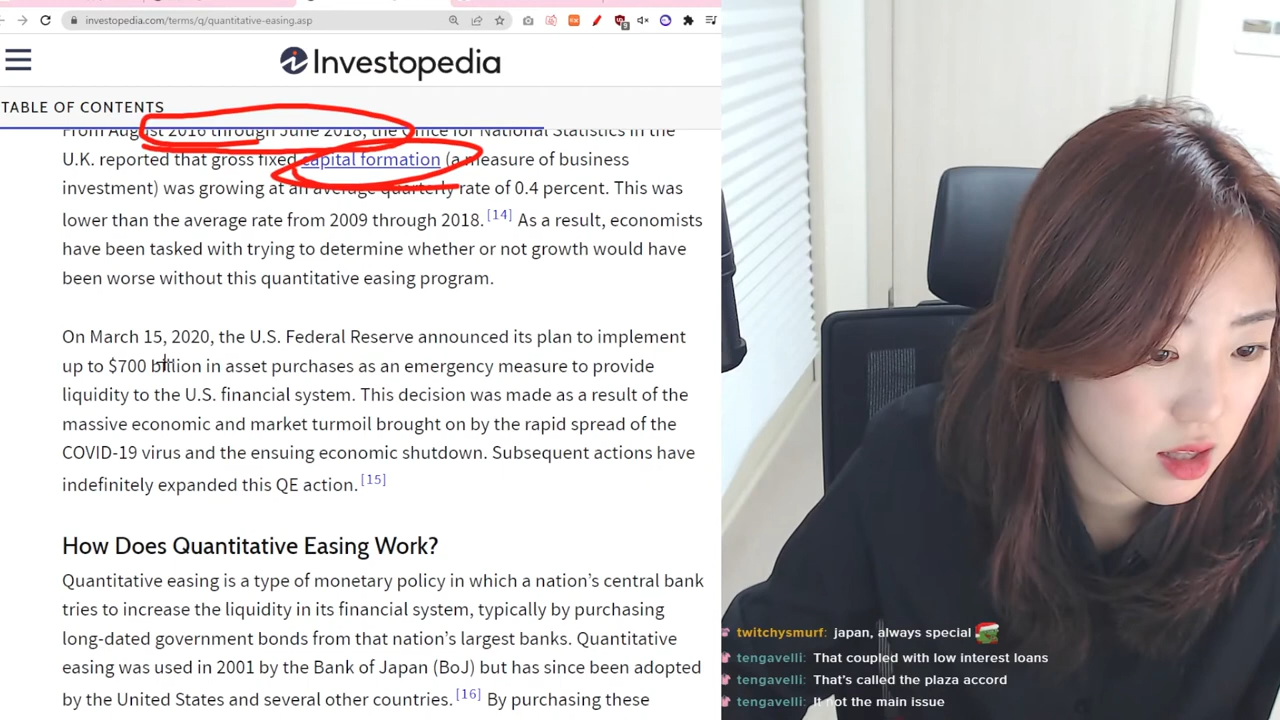 investopedia.com/terms/q/quantitative-easing.asp
Investopedia
TABLE OF CONTENTS
From August 2016 through June 2018, the Office for National Statistics in the
U.K. reported that gross fixed capital formation (a measure of business
investment) was growing at an average quarterly rate of 0.4 percent. This was
lower than the average rate from 2009 through 2018. [14] As a result, economists
have been tasked with trying to determine whether or not growth would have
been worse without this quantitative easing program.
On March 15, 2020, the U.S. Federal Reserve announced its plan to implement
up to $700 billion in asset purchases as an emergency measure to provide
liquidity to the U.S. financial system. This decision was made as a result of the
massive economic and market turmoil brought on by the rapid spread of the
COVID-19 virus and the ensuing economic shutdown. Subsequent actions have
indefinitely expanded this QE action. [15]
How Does Quantitative Easing Work?
Quantitative easing is a type of monetary policy in which a nation's central bank
tries to increase the liquidity in its financial system, typically by purchasing
long-dated government bonds from that nation's largest banks. Quantitative
easing was used in 2001 by the Bank of Japan (BoJ) but has since been adopted
by the United States and several other countries. [16] By purchasing these
twitchysmurf: japan, always special
tengavelli: That coupled with low interest loans
tengavelli: That's called the plaza accord
tengavelli: It not the main issue